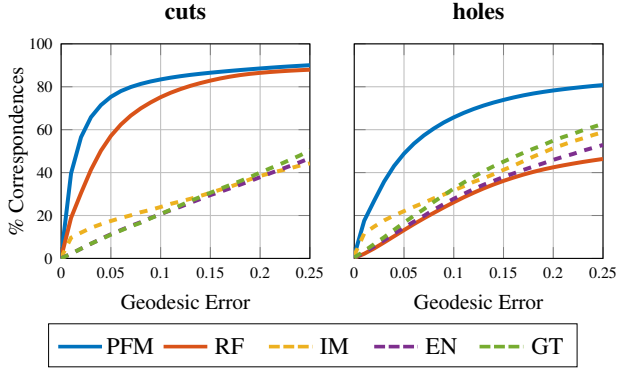 cuts holes
100
80
60
40
20
0
% Correspondences
0 0.05 0.1 0.15 0.2 0.25 0 0.05 0.1 0.15 0.2 0.25
Geodesic Error Geodesic Error
PFM RF IM EN GT